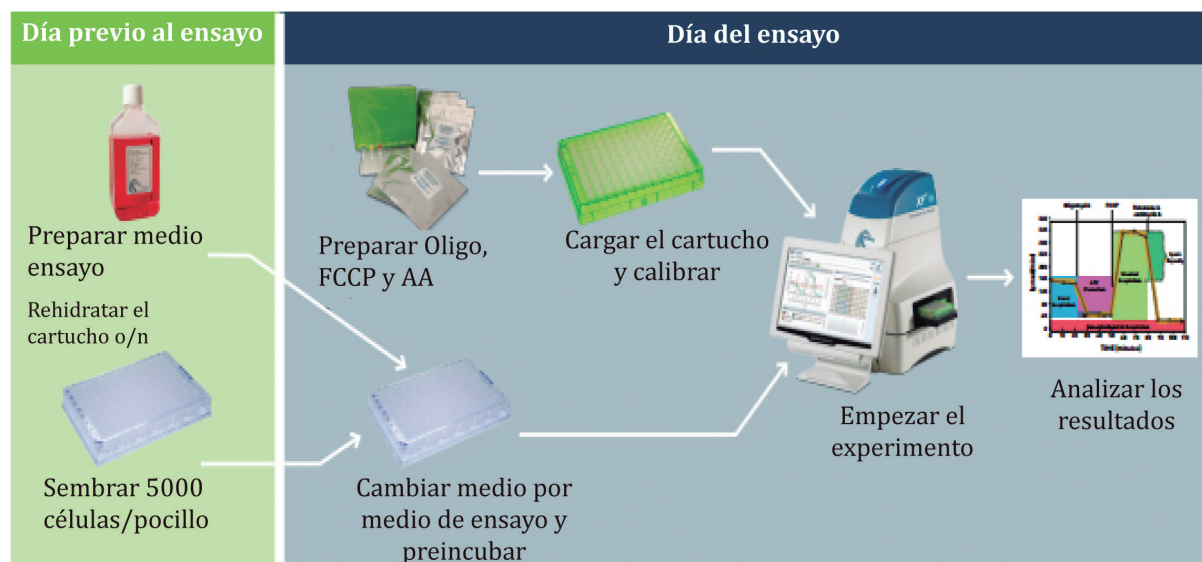 Día previo al ensayo
Día del ensayo
Preparar medio
ensayo
Rehidratar el
cartucho o/n
Sembrar 5000
células/pocillo
Preparar Oligo,
FCCP y AA
Cargar el cartucho
y calibrar
Cambiar medio por
medio de ensayo y
preincubar
Empezar el
experimento
Analizar los
resultados
TIME (minutes)